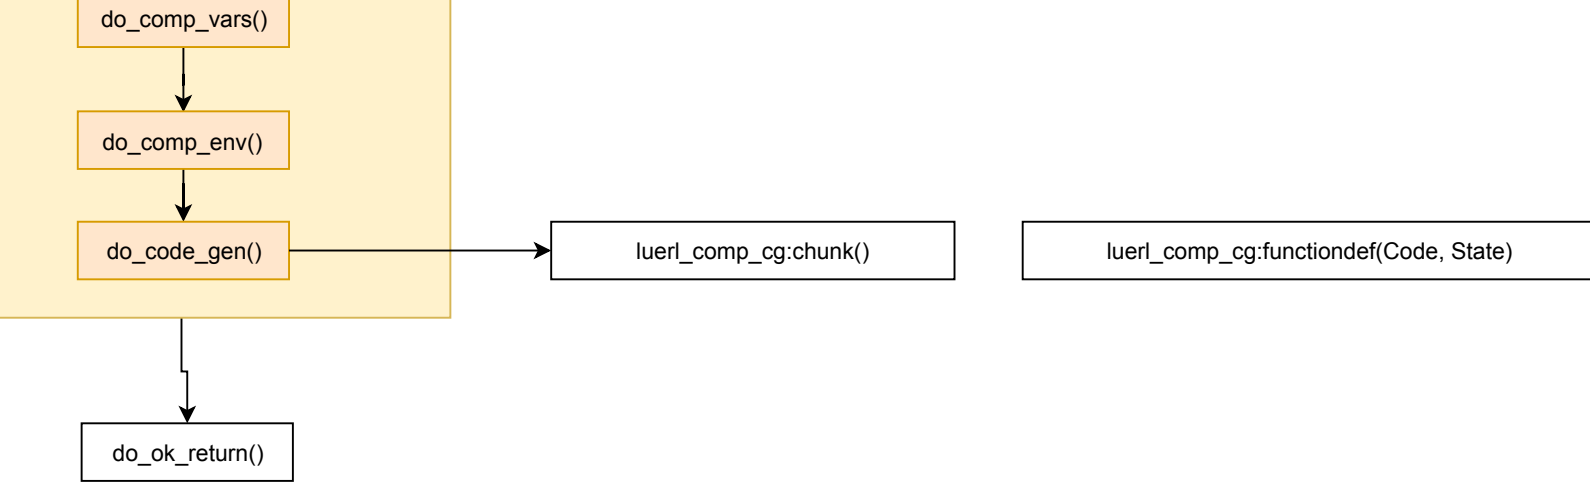 do_comp_vars()
do_comp_env()
do_code_gen()
luerl_comp_cg:chunk()
luerl_comp_cg:functiondef(Code, State)
do_ok_return()